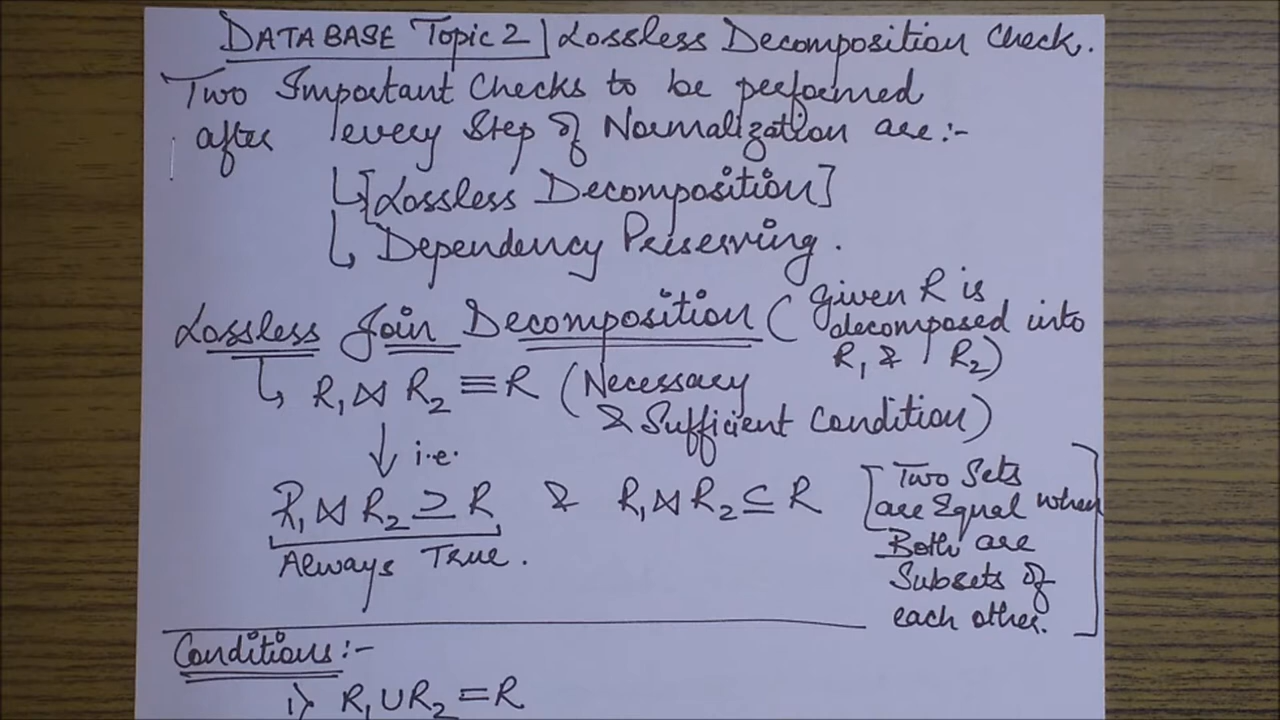 DATABASE Topic 2 | Lossless Decomposition Check.
Two Important Checks to be performed
after every Step of Normalization are:-
↳ [Lossless Decomposition]
↳ Dependency Preserving.
Lossless Join Decomposition (Given R is
decomposed into
R₁ & R₂)
↳ R₁ ⋈ R₂ ≡ R (Necessary
& Sufficient Condition)
↓ i.e.
R₁ ⋈ R₂ ⊇ R & R₁ ⋈ R₂ ⊆ R
Always True.
[Two Sets
are Equal when
Both are
Subsets of
each other.]
Conditions:-
1> R₁ ∪ R₂ = R